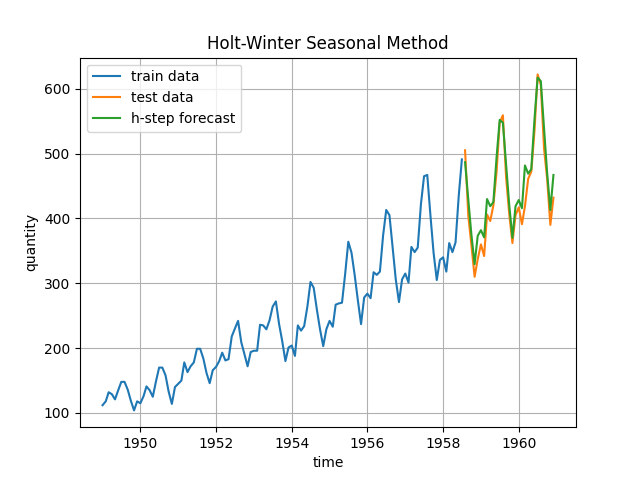 Holt-Winter Seasonal Method
train data
test data
h-step forecast
600
500
400
300
200
100
quantity
1950 1952 1954 1956 1958 1960
time